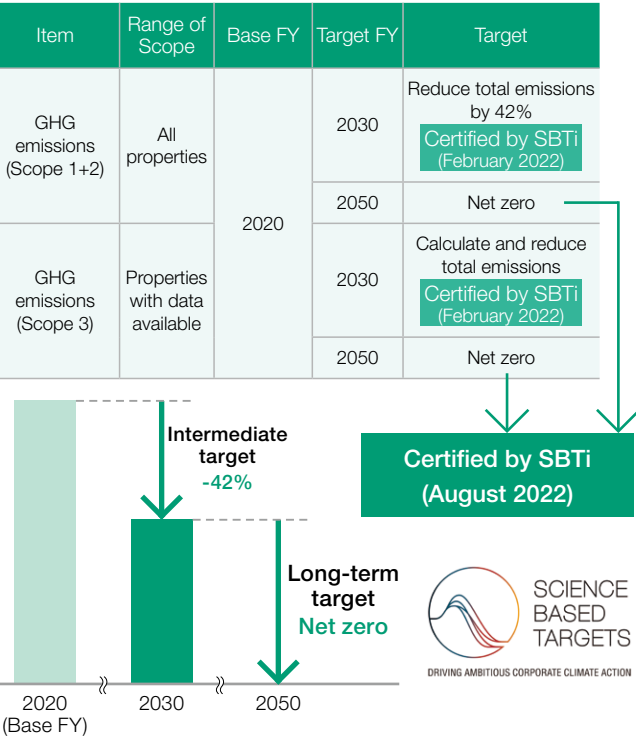 Item
Range of
Scope
Base FY
Target FY
Target
GHG
emissions
(Scope 1+2)
All
properties
2020
2030
Reduce total emissions
by 42%
Certified by SBTi
(February 2022)
2050
Net zero
GHG
emissions
(Scope 3)
Properties
with data
available
2030
Calculate and reduce
total emissions
Certified by SBTi
(February 2022)
2050
Net zero
Certified by SBTi
(August 2022)
Intermediate
target
-42%
Long-term
target
Net zero
2020
(Base FY)
2030
2050
SCIENCE
BASED
TARGETS
DRIVING AMBITIOUS CORPORATE CLIMATE ACTION